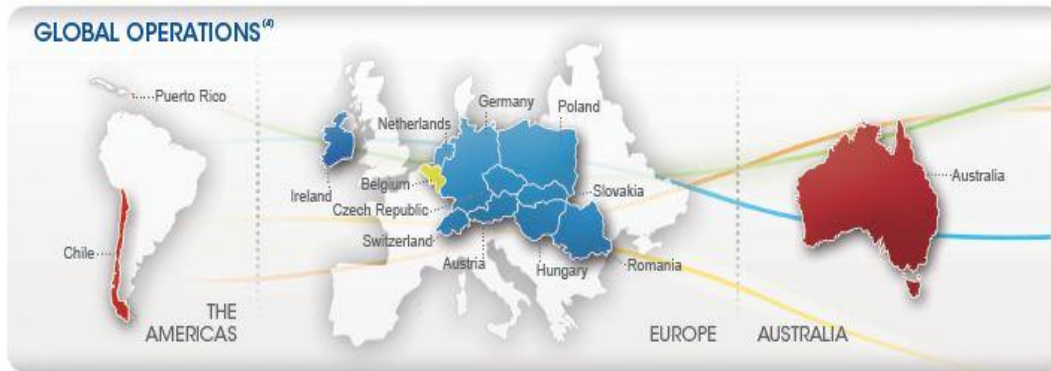 GLOBAL OPERATIONS(4)
Puerto Rico
Chile
THE
AMERICAS
Germany
Poland
Netherlands
Ireland
Belgium
Czech Republic
Switzerland
Austria
Hungary
Slovakia
Romania
EUROPE
Australia
AUSTRALIA